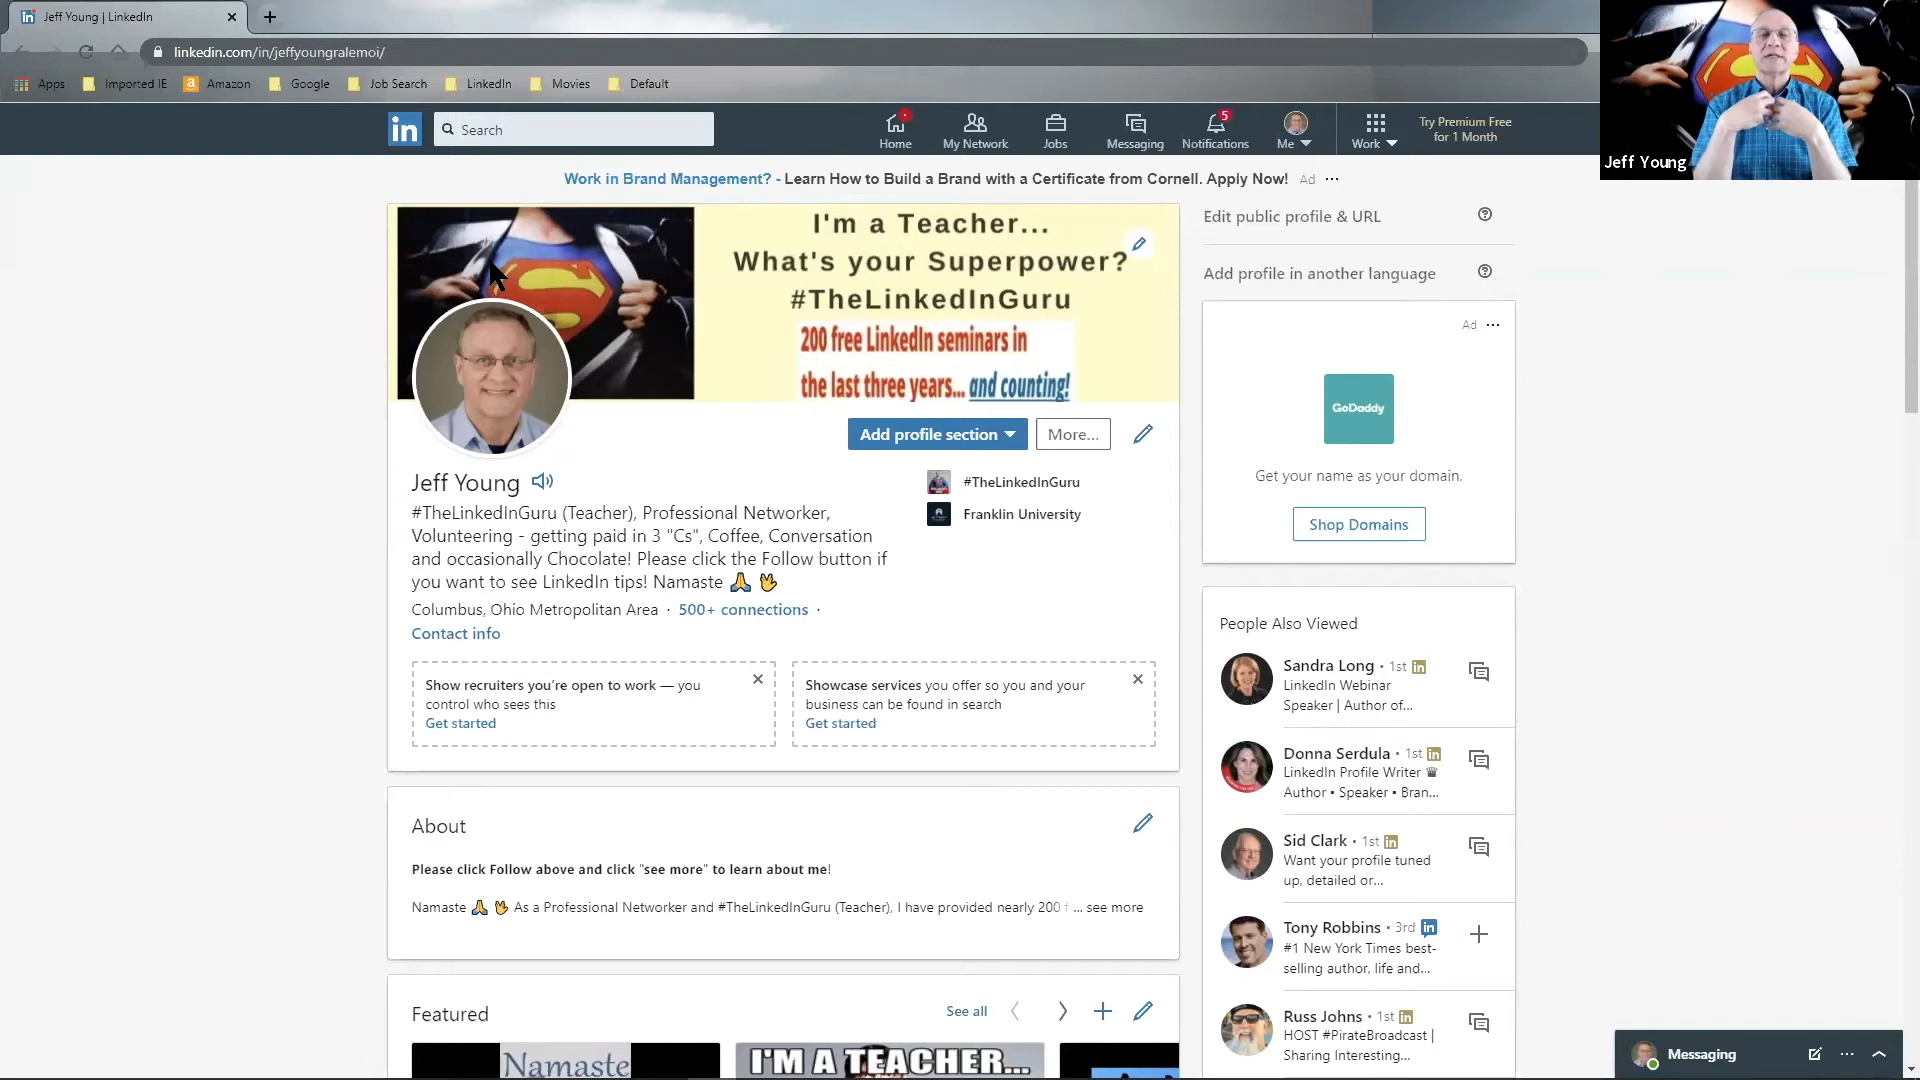 Jeff Young | LinkedIn
linkedin.com/in/jeffyoungralemoi/
Apps Imported IE Amazon Google Job Search LinkedIn Movies Default
in Search
Home
My Network
Jobs
Messaging
5
Notifications
Me
Work
Try Premium Free
for 1 Month
Jeff Young
Work in Brand Management? - Learn How to Build a Brand with a Certificate from Cornell. Apply Now! Ad
I'm a Teacher...
What's your Superpower?
#TheLinkedInGuru
200 free LinkedIn seminars in
the last three years... and counting!
Add profile section More...
Jeff Young
#TheLinkedInGuru (Teacher), Professional Networker,
Volunteering - getting paid in 3 "Cs", Coffee, Conversation
and occasionally Chocolate! Please click the Follow button if
you want to see LinkedIn tips! Namaste 🙏 🖖
Columbus, Ohio Metropolitan Area · 500+ connections ·
Contact info
#TheLinkedInGuru
Franklin University
Show recruiters you're open to work — you
control who sees this
Get started
Showcase services you offer so you and your
business can be found in search
Get started
About
Please click Follow above and click "see more" to learn about me!
Namaste 🙏 🖖 As a Professional Networker and #TheLinkedInGuru (Teacher), I have provided nearly 200 f ... see more
Featured
See all
Namaste
I'M A TEACHER...
Edit public profile & URL
Add profile in another language
Ad
GoDaddy
Get your name as your domain.
Shop Domains
People Also Viewed
Sandra Long • 1st in
LinkedIn Webinar
Speaker | Author of...
Donna Serdula • 1st in
LinkedIn Profile Writer ♛
Author • Speaker • Bran...
Sid Clark • 1st in
Want your profile tuned
up, detailed or...
Tony Robbins • 3rd in
#1 New York Times best-
selling author, life and...
Russ Johns • 1st in
HOST #PirateBroadcast |
Sharing Interesting...
Messaging